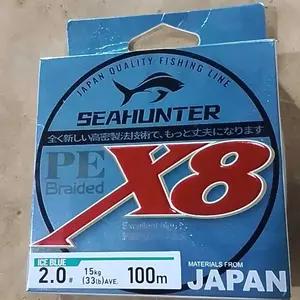 JAPAN QUALITY FISHING LINE
SEAHUNTER
全く新しい高密製法技術で、もっと丈夫になります
PE
Braided
X8
Excellent
ICE BLUE
2.0# 15kg (33lb)AVE. 100m
MATERIALS FROM
JAPAN